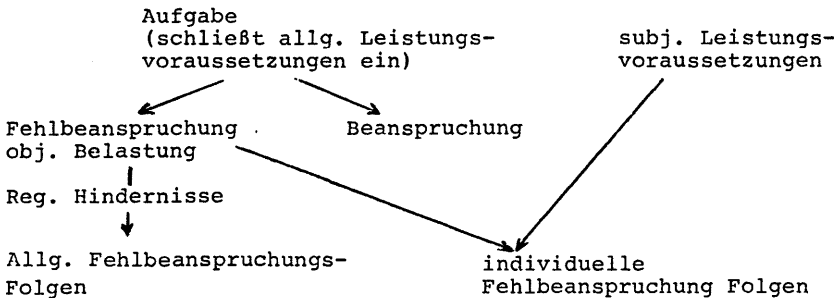 Aufgabe
(schließt allg. Leistungs-
voraussetzungen ein)
subj. Leistungs-
voraussetzungen
Fehlbeanspruchung
obj. Belastung
Beanspruchung
Reg. Hindernisse
Allg. Fehlbeanspruchungs-
Folgen
individuelle
Fehlbeanspruchung Folgen